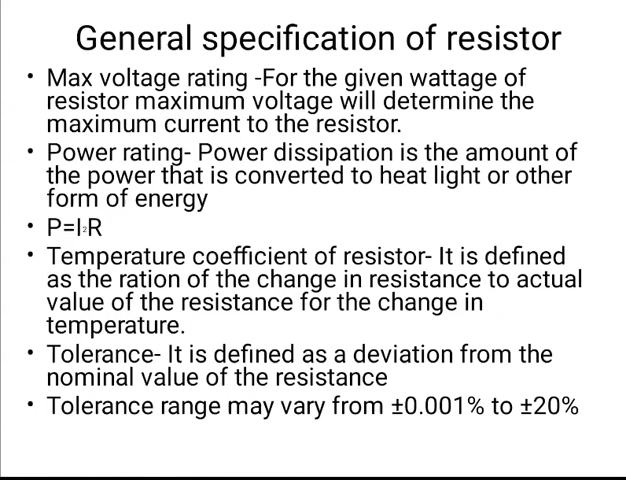 General specification of resistor
• Max voltage rating -For the given wattage of
resistor maximum voltage will determine the
maximum current to the resistor.
• Power rating- Power dissipation is the amount of
the power that is converted to heat light or other
form of energy
• P=I²R
• Temperature coefficient of resistor- It is defined
as the ration of the change in resistance to actual
value of the resistance for the change in
temperature.
• Tolerance- It is defined as a deviation from the
nominal value of the resistance
• Tolerance range may vary from ±0.001% to ±20%